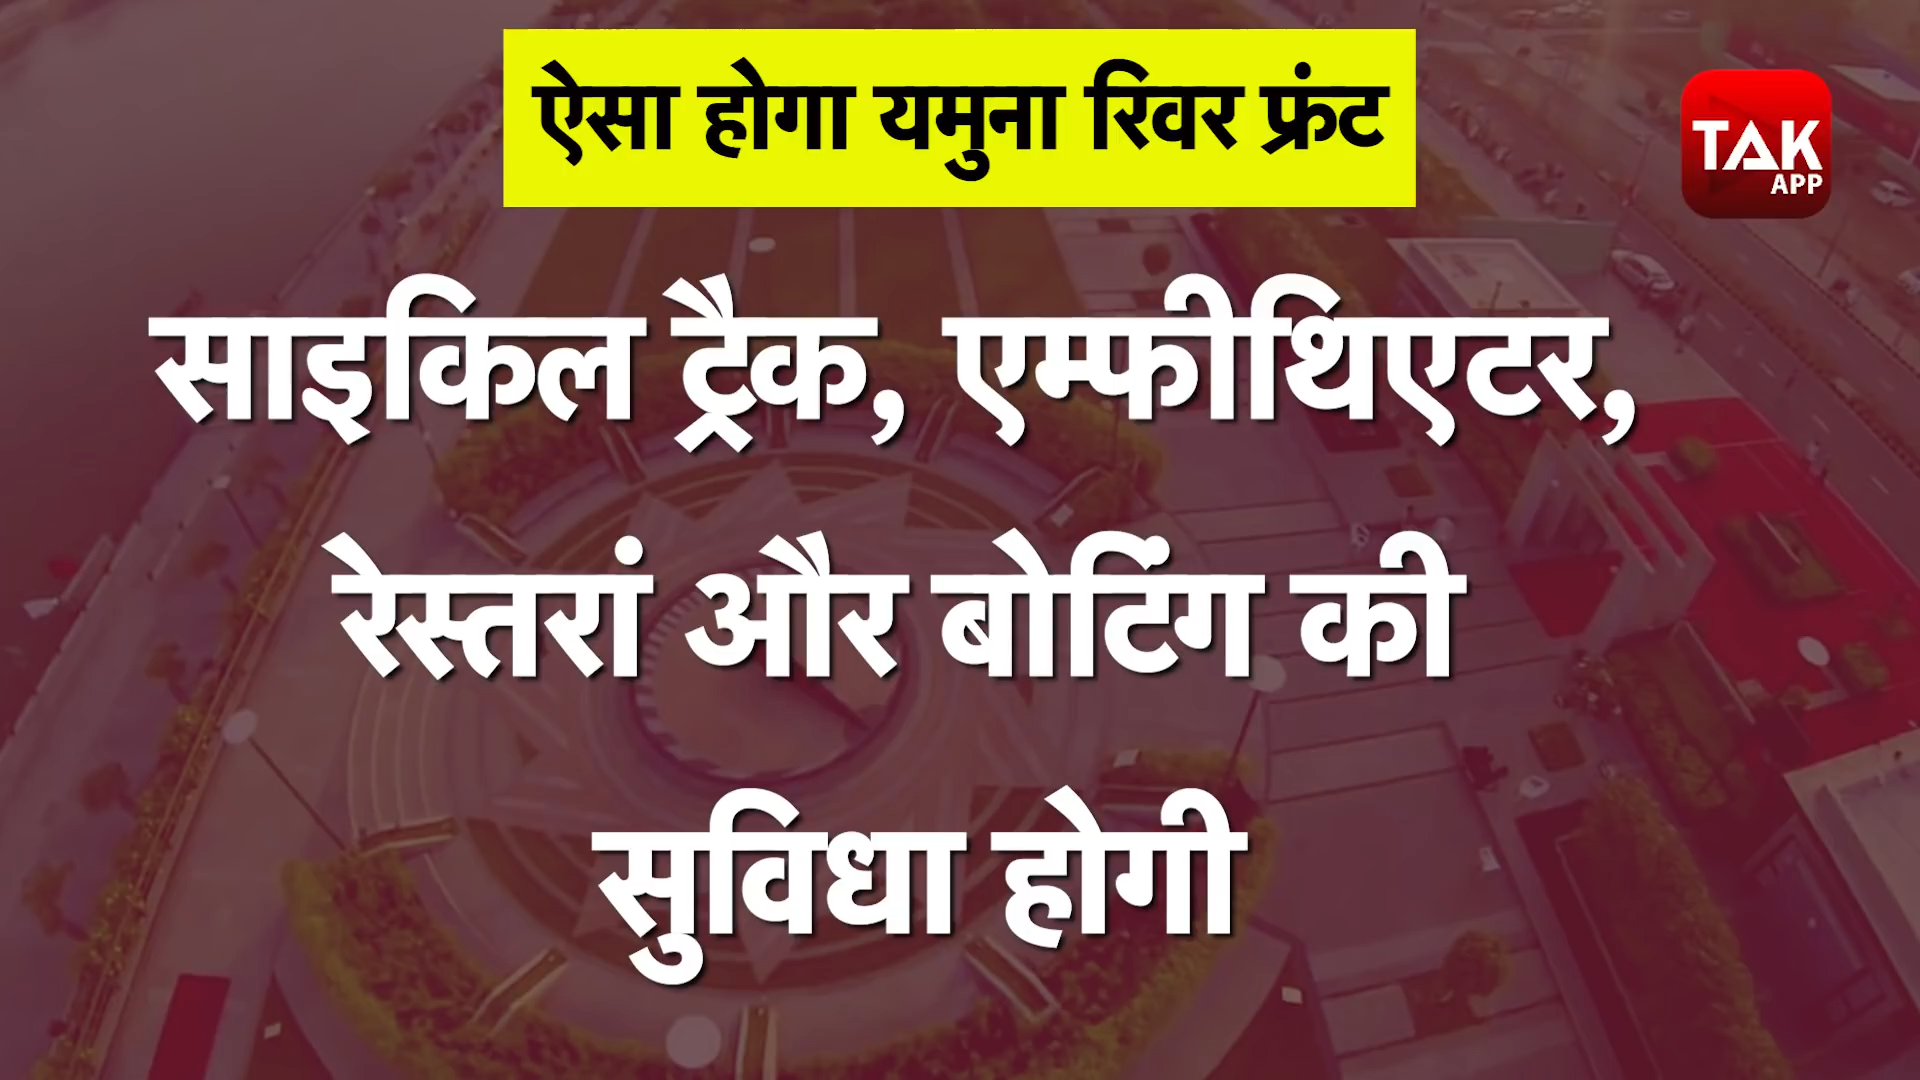 ऐसा होगा यमुना रिवर फ्रंट
TAK
APP
साइकिल ट्रैक, एम्फीथिएटर,
रेस्तरां और बोटिंग की
सुविधा होगी